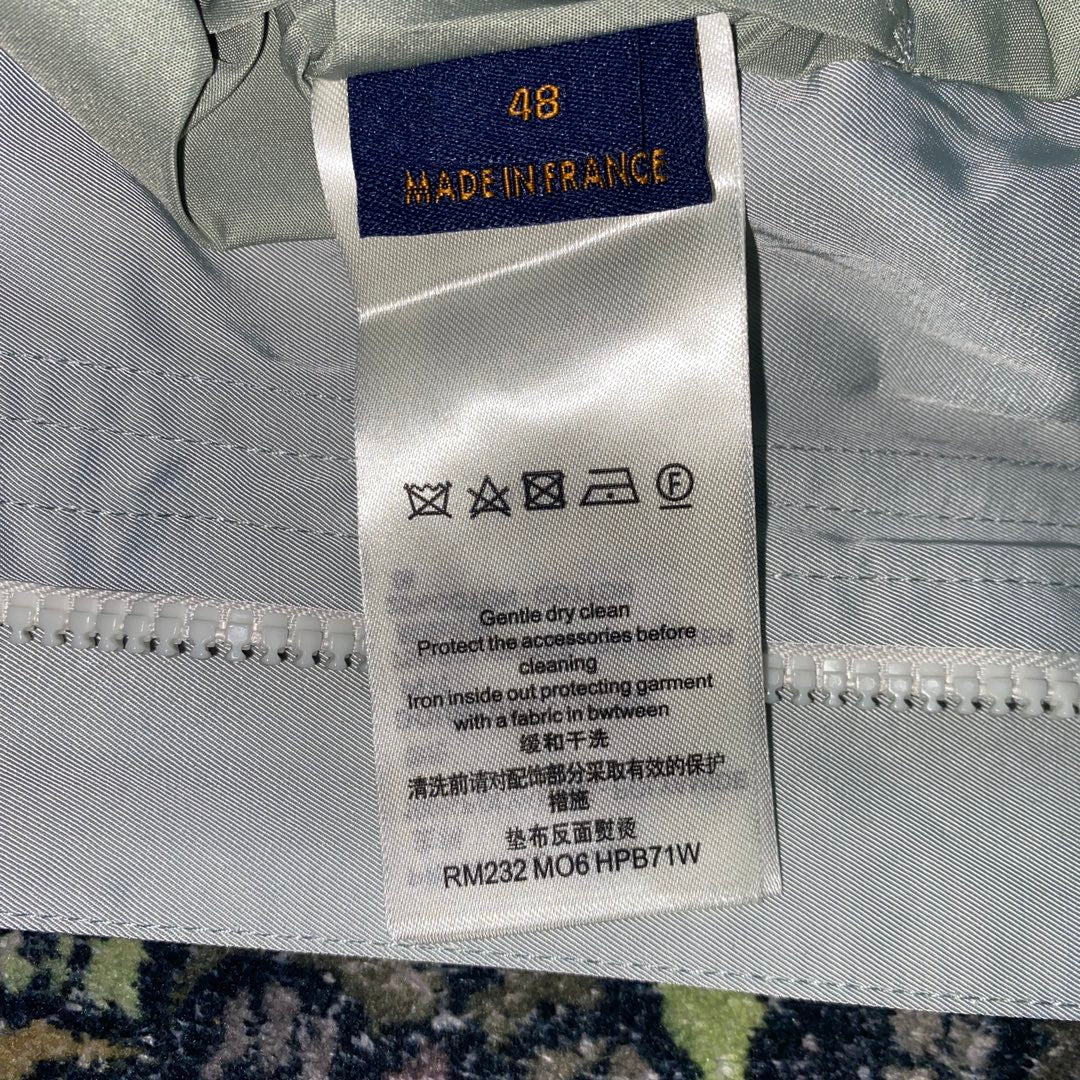 48
MADE IN FRANCE
F
Gentle dry clean
Protect the accessories before
cleaning
Iron inside out protecting garment
with a fabric in bwtween
缓和干洗
清洗前请对配饰部分采取有效的保护
措施
垫布反面熨烫
RM232 MO6 HPB71W